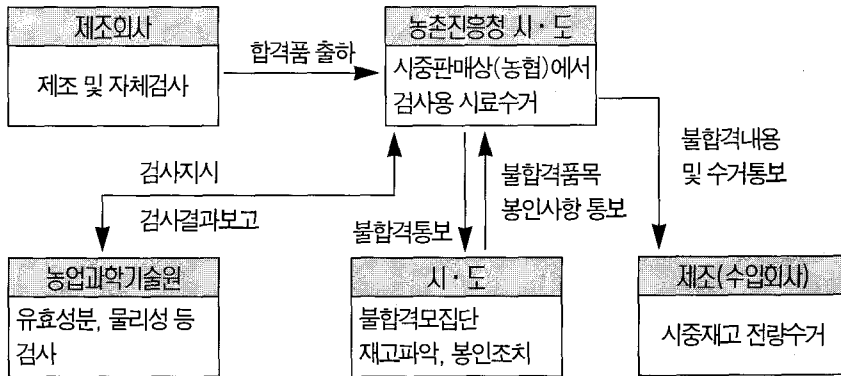 제조회사
제조 및 자체검사
합격품 출하
농촌진흥청 시·도
시중판매상(농협)에서
검사용 시료수거
검사지시
검사결과보고
불합격통보
불합격품목
봉인사항 통보
불합격내용
및 수거통보
농업과학기술원
유효성분, 물리성 등
검사
시·도
불합격모집단
재고파악, 봉인조치
제조(수입회사)
시중재고 전량수거